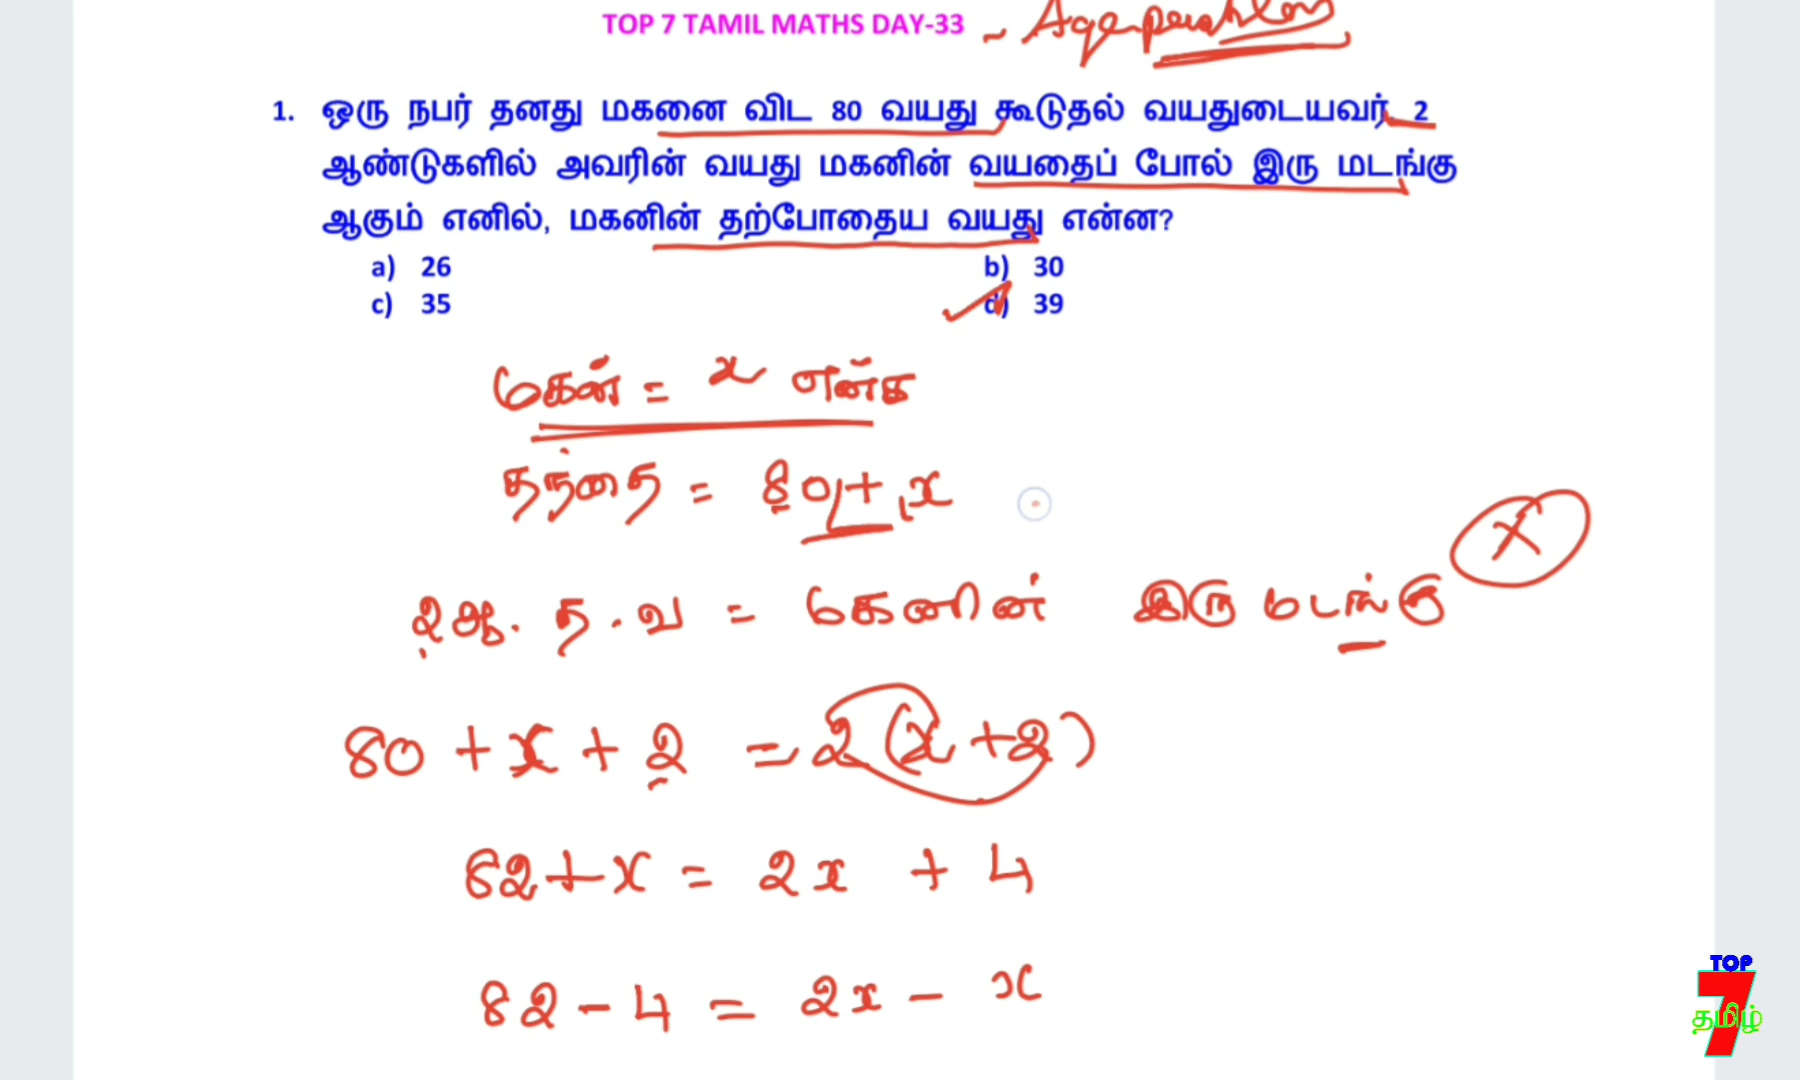 TOP 7 TAMIL MATHS DAY-33 - Age problem
1. ஒரு நபர் தனது மகனை விட 80 வயது கூடுதல் வயதுடையவர். 2
ஆண்டுகளில் அவரின் வயது மகனின் வயதைப் போல் இரு மடங்கு
ஆகும் எனில், மகனின் தற்போதைய வயது என்ன?
a) 26 b) 30
c) 35 d) 39
மகன் = x என்க
தந்தை = 80 + x
2ஆ. த.வ = மகனின் இரு மடங்கு
x
80 + x + 2 = 2(x + 2)
82 + x = 2x + 4
82 - 4 = 2x - x
TOP
7
தமிழ்